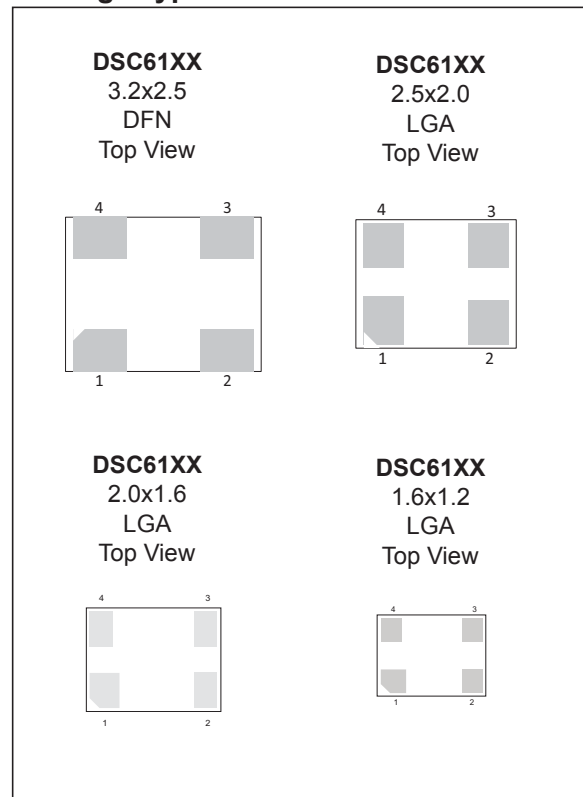 DSC61XX
3.2x2.5
DFN
Top View
4 3
1 2
DSC61XX
2.5x2.0
LGA
Top View
4 3
1 2
DSC61XX
2.0x1.6
LGA
Top View
4 3
1 2
DSC61XX
1.6x1.2
LGA
Top View
4 3
1 2